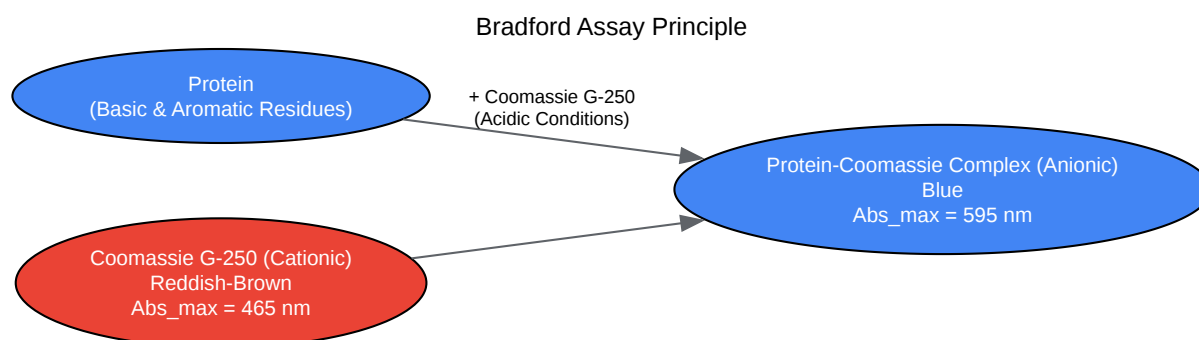 Bradford Assay Principle
Protein
(Basic & Aromatic Residues)
+ Coomassie G-250
(Acidic Conditions)
Protein-Coomassie Complex (Anionic)
Blue
Abs_max = 595 nm
Coomassie G-250 (Cationic)
Reddish-Brown
Abs_max = 465 nm